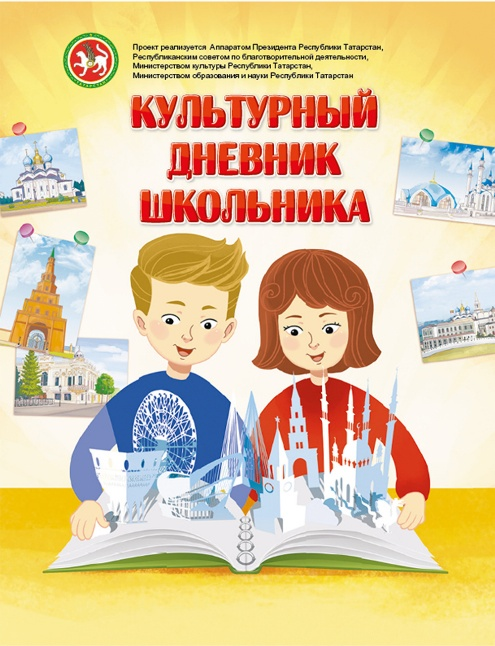 Проект реализуется Аппаратом Президента Республики Татарстан,
Республиканским советом по благотворительной деятельности,
Министерством культуры Республики Татарстан,
Министерством образования и науки Республики Татарстан
КУЛЬТУРНЫЙ
ДНЕВНИК
ШКОЛЬНИКА